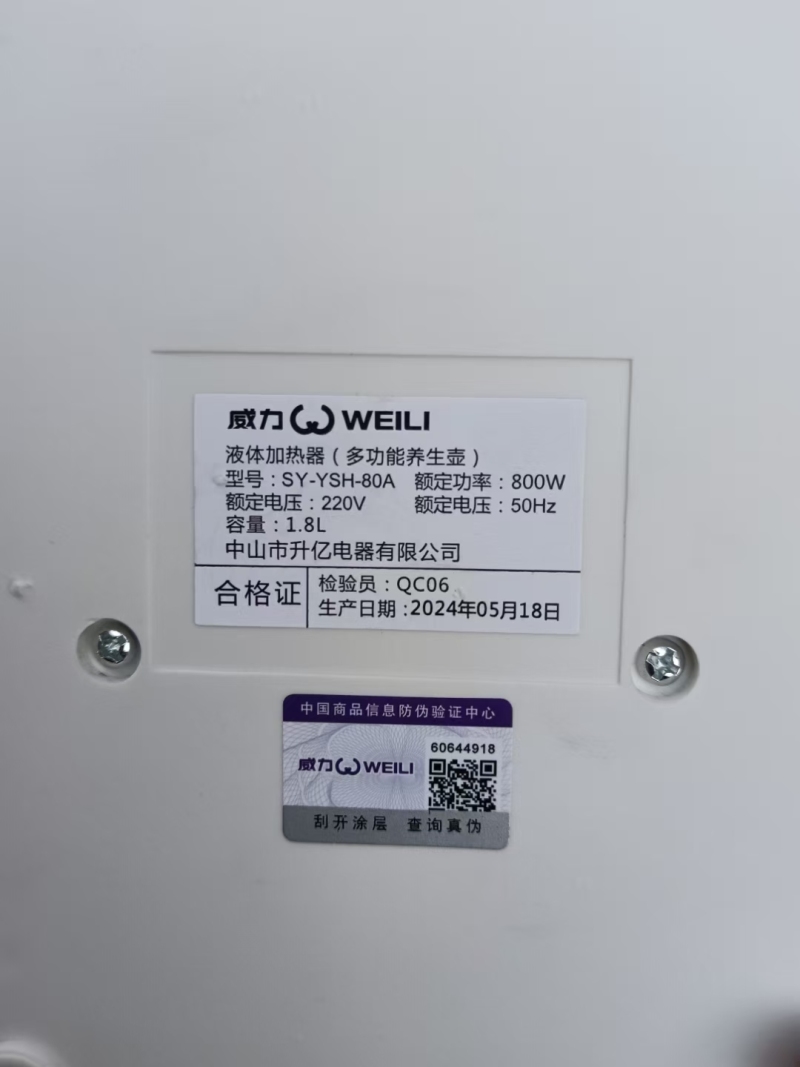 威力 WEILI
液体加热器（多功能养生壶）
型号：SY-YSH-80A 额定功率：800W
额定电压：220V 额定电压：50Hz
容量：1.8L
中山市升亿电器有限公司
合格证
检验员：QC06
生产日期：2024年05月18日
中国商品信息防伪验证中心
60644918
威力 WEILI
刮开涂层 查询真伪